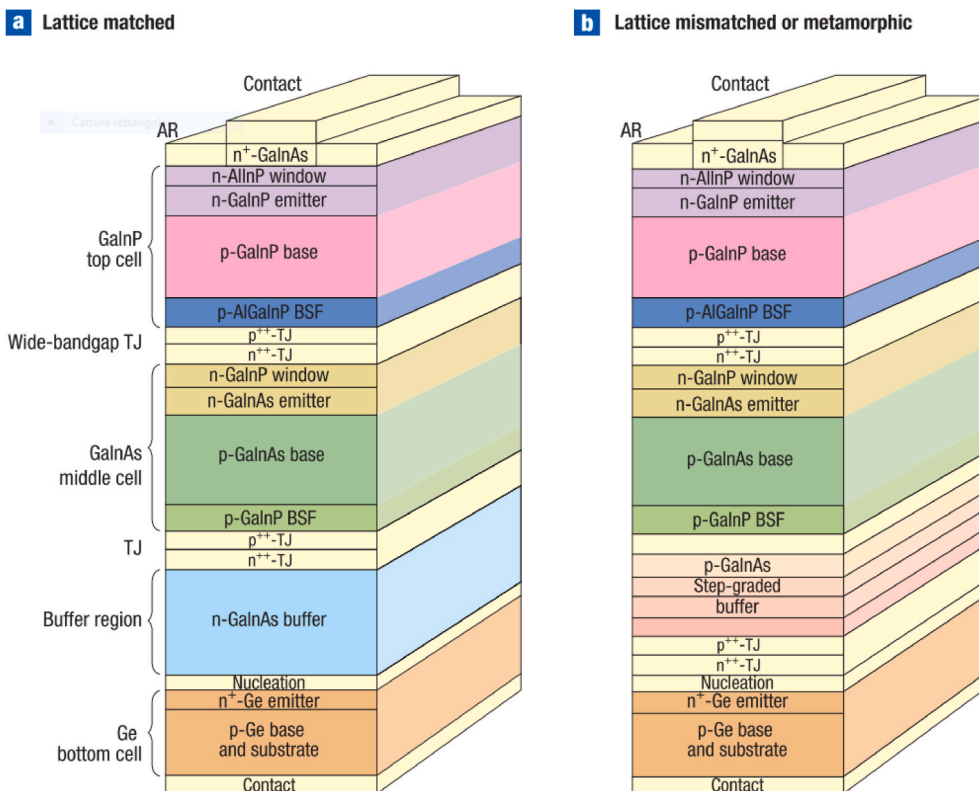 a Lattice matched
Contact
Cattura rettango
AR
n+-GaInAs
n-AlInP window
n-GaInP emitter
GaInP
top cell
p-GaInP base
p-AlGaInP BSF
Wide-bandgap TJ
p++-TJ
n++-TJ
n-GaInP window
n-GaInAs emitter
GaInAs
middle cell
p-GaInAs base
p-GaInP BSF
TJ
p++-TJ
n++-TJ
Buffer region
n-GaInAs buffer
Nucleation
n+-Ge emitter
Ge
bottom cell
p-Ge base
and substrate
Contact
b Lattice mismatched or metamorphic
Contact
AR
n+-GaInAs
n-AlInP window
n-GaInP emitter
p-GaInP base
p-AlGaInP BSF
p++-TJ
n++-TJ
n-GaInP window
n-GaInAs emitter
p-GaInAs base
p-GaInP BSF
p-GaInAs
Step-graded
buffer
p++-TJ
n++-TJ
Nucleation
n+-Ge emitter
p-Ge base
and substrate
Contact